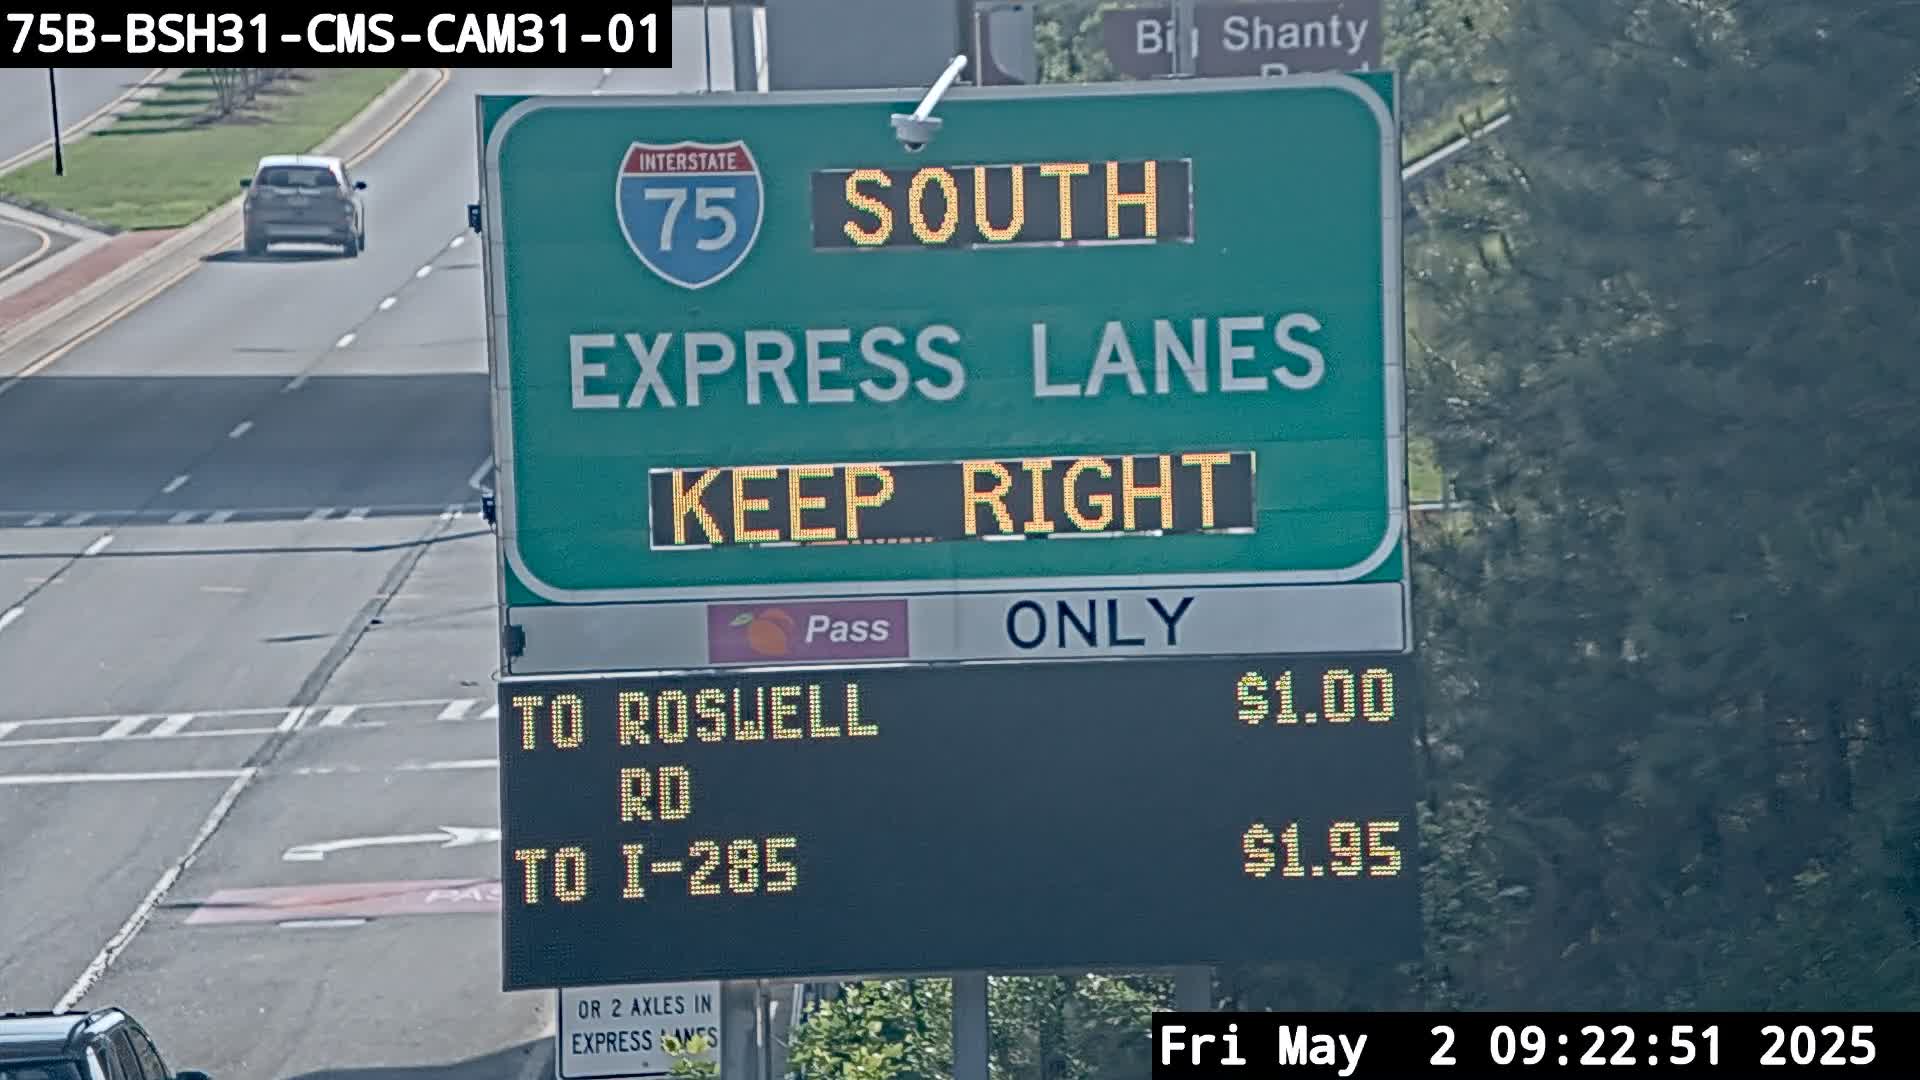 75B-BSH31-CMS-CAM31-01
Big Shanty
INTERSTATE
75
SOUTH
EXPRESS LANES
KEEP RIGHT
Pass ONLY
TO ROSWELL $1.00
RD
TO I-285 $1.95
OR 2 AXLES IN
EXPRESS LANES
Fri May 2 09:22:51 2025